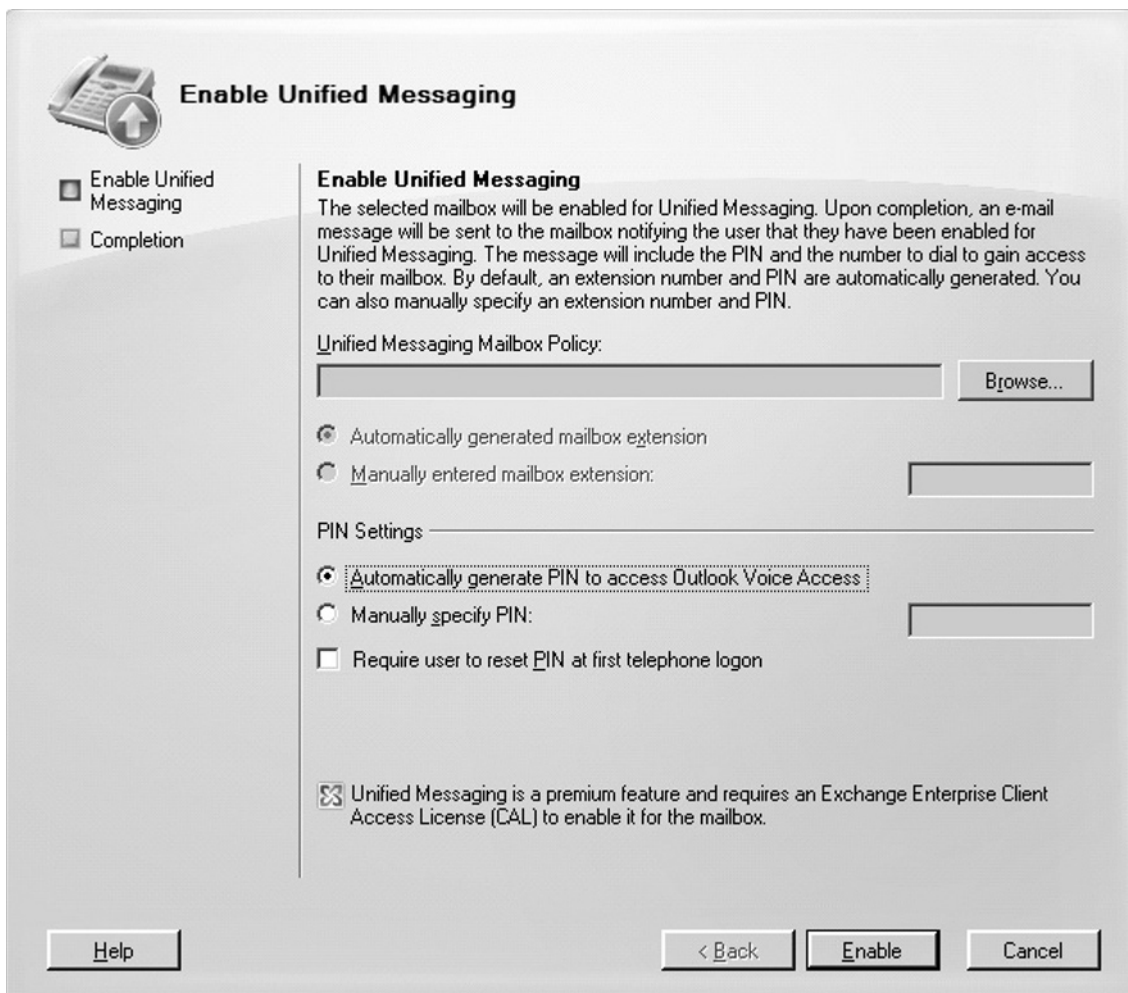 Enable Unified Messaging
Enable Unified
Messaging
Completion
Enable Unified Messaging
The selected mailbox will be enabled for Unified Messaging. Upon completion, an e-mail
message will be sent to the mailbox notifying the user that they have been enabled for
Unified Messaging. The message will include the PIN and the number to dial to gain access
to their mailbox. By default, an extension number and PIN are automatically generated. You
can also manually specify an extension number and PIN.
Unified Messaging Mailbox Policy:
Browse...
Automatically generated mailbox extension
Manually entered mailbox extension:
PIN Settings
Automatically generate PIN to access Outlook Voice Access
Manually specify PIN:
Require user to reset PIN at first telephone logon
Unified Messaging is a premium feature and requires an Exchange Enterprise Client
Access License (CAL) to enable it for the mailbox.
Help
< Back
Enable
Cancel